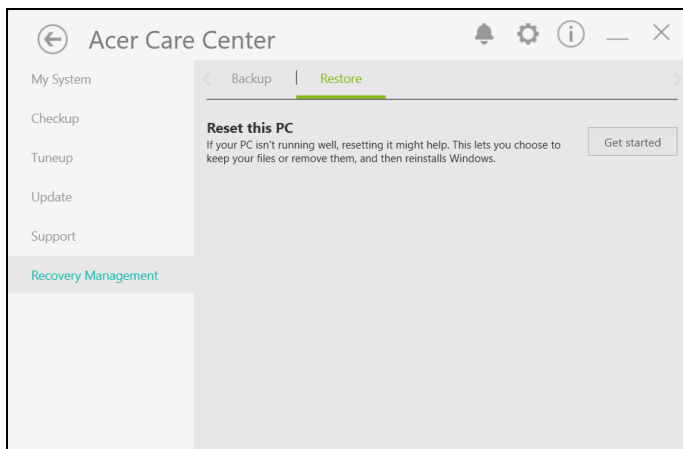 Acer Care Center
My System
Checkup
Tuneup
Update
Support
Recovery Management
Backup | Restore
Reset this PC
If your PC isn't running well, resetting it might help. This lets you choose to
keep your files or remove them, and then reinstalls Windows.
Get started